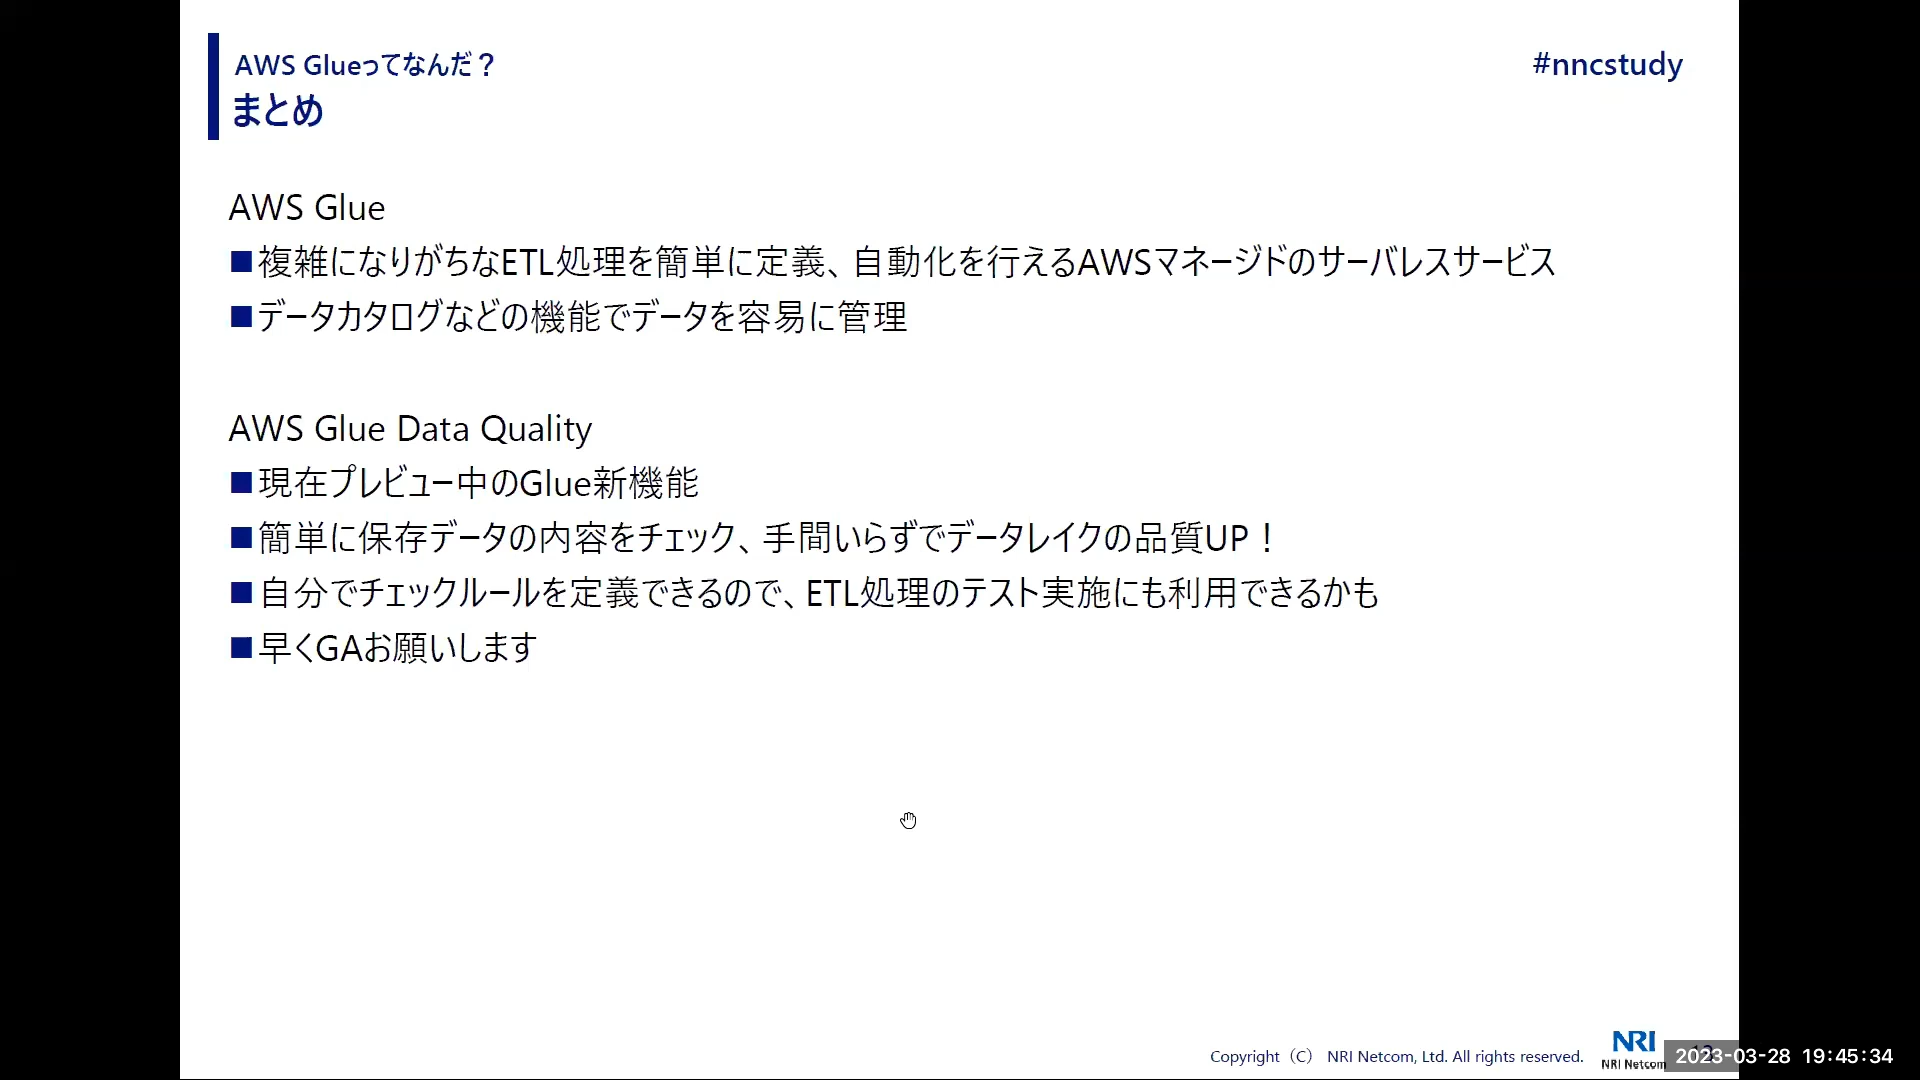 AWS Glueってなんだ？
#nncstudy
まとめ
AWS Glue
■複雑になりがちなETL処理を簡単に定義、自動化を行えるAWSマネージドのサーバレスサービス
■データカタログなどの機能でデータを容易に管理
AWS Glue Data Quality
■現在プレビュー中のGlue新機能
■簡単に保存データの内容をチェック、手間いらずでデータレイクの品質UP！
■自分でチェックルールを定義できるので、ETL処理のテスト実施にも利用できるかも
■早くGAお願いします
Copyright（C） NRI Netcom, Ltd. All rights reserved.
NRI
NRI Netcom
2023-03-28 19:45:34